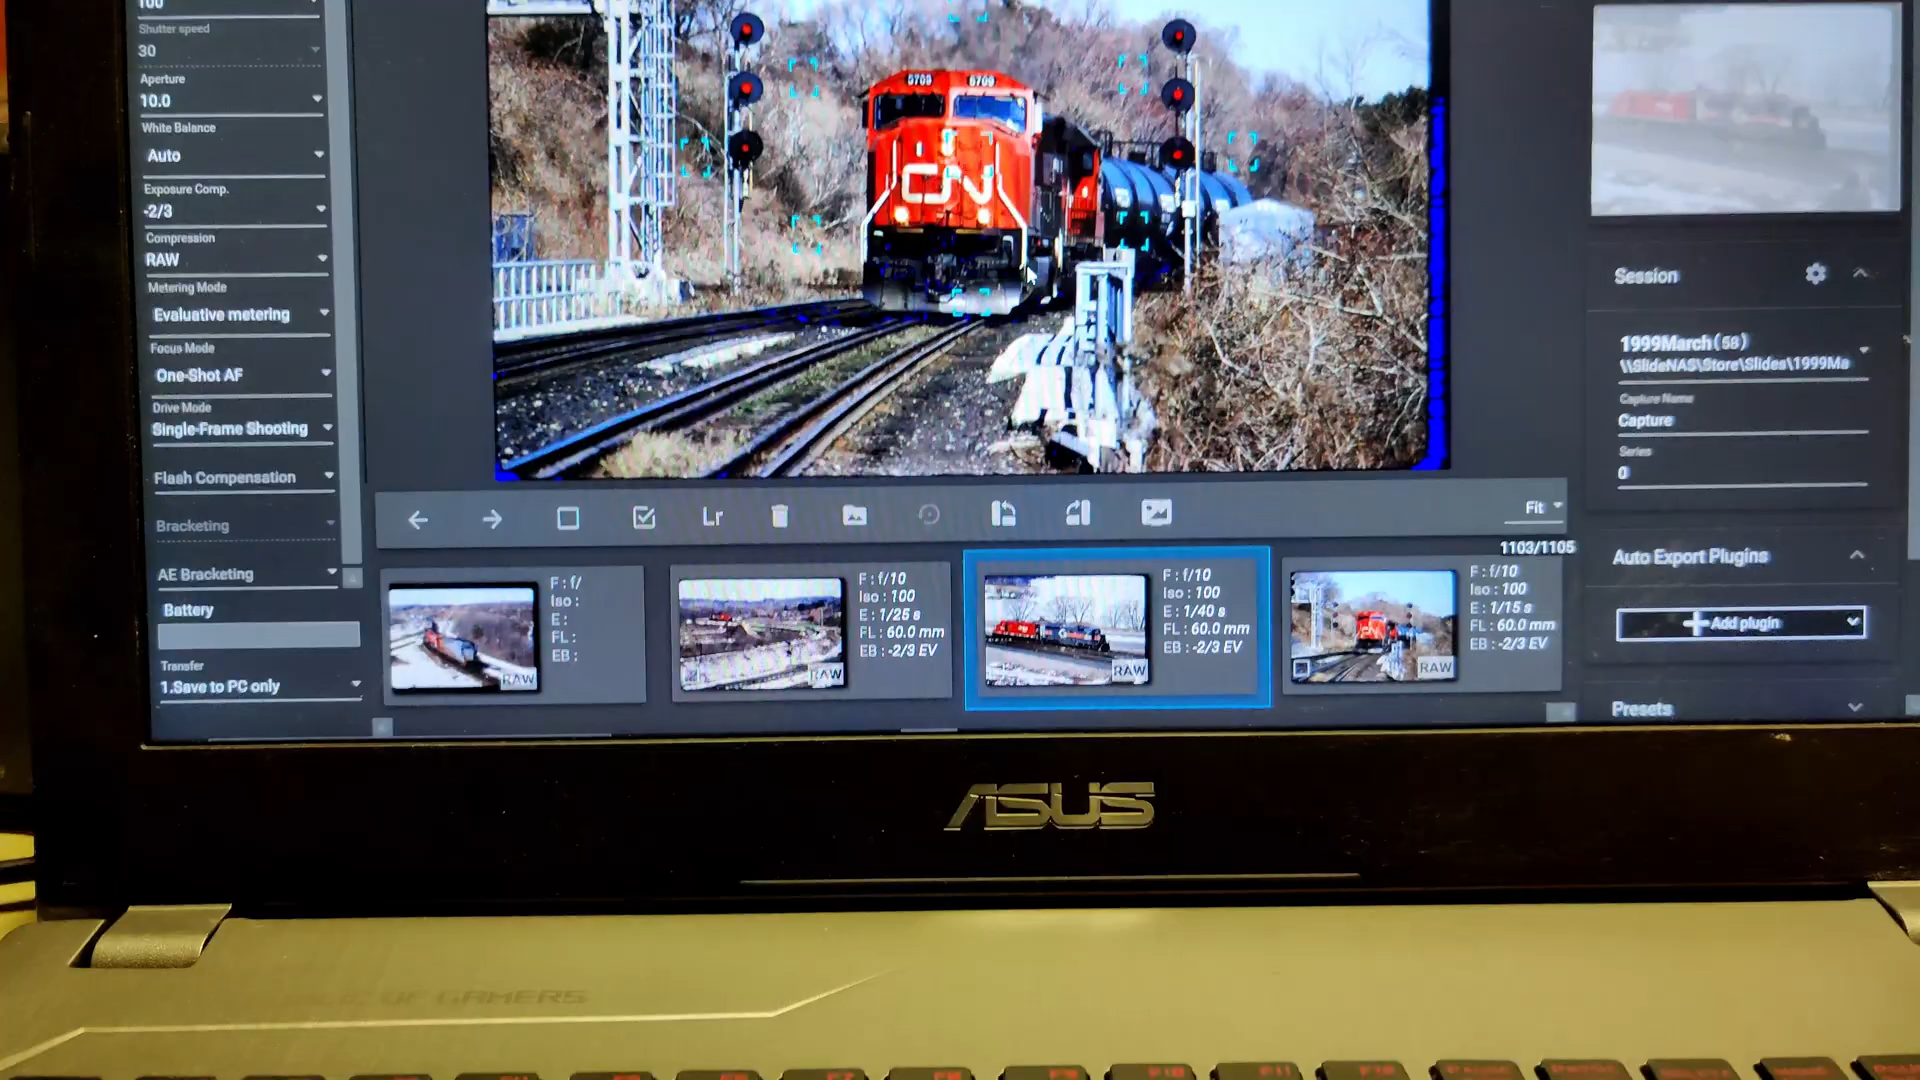 100
Shutter speed
30
Aperture
10.0
White Balance
Auto
Exposure Comp.
-2/3
Compression
RAW
Metering Mode
Evaluative metering
Focus Mode
One-Shot AF
Drive Mode
Single-Frame Shooting
Flash Compensation
Bracketing
AE Bracketing
Battery
Transfer
1.Save to PC only
CN
Lr
Fit
1103/1105
F : f/
Iso :
E :
FL :
EB :
RAW
F : f/10
Iso : 100
E : 1/25 s
FL : 60.0 mm
EB : -2/3 EV
RAW
F : f/10
Iso : 100
E : 1/40 s
FL : 60.0 mm
EB : -2/3 EV
RAW
F : f/10
Iso : 100
E : 1/15 s
FL : 60.0 mm
EB : -2/3 EV
RAW
Session
1999March(58)
\\SlideNAS\Store\Slides\1999Ma
Capture Name
Capture
Series
0
Auto Export Plugins
Add plugin
Presets
ASUS
OF GAMERS